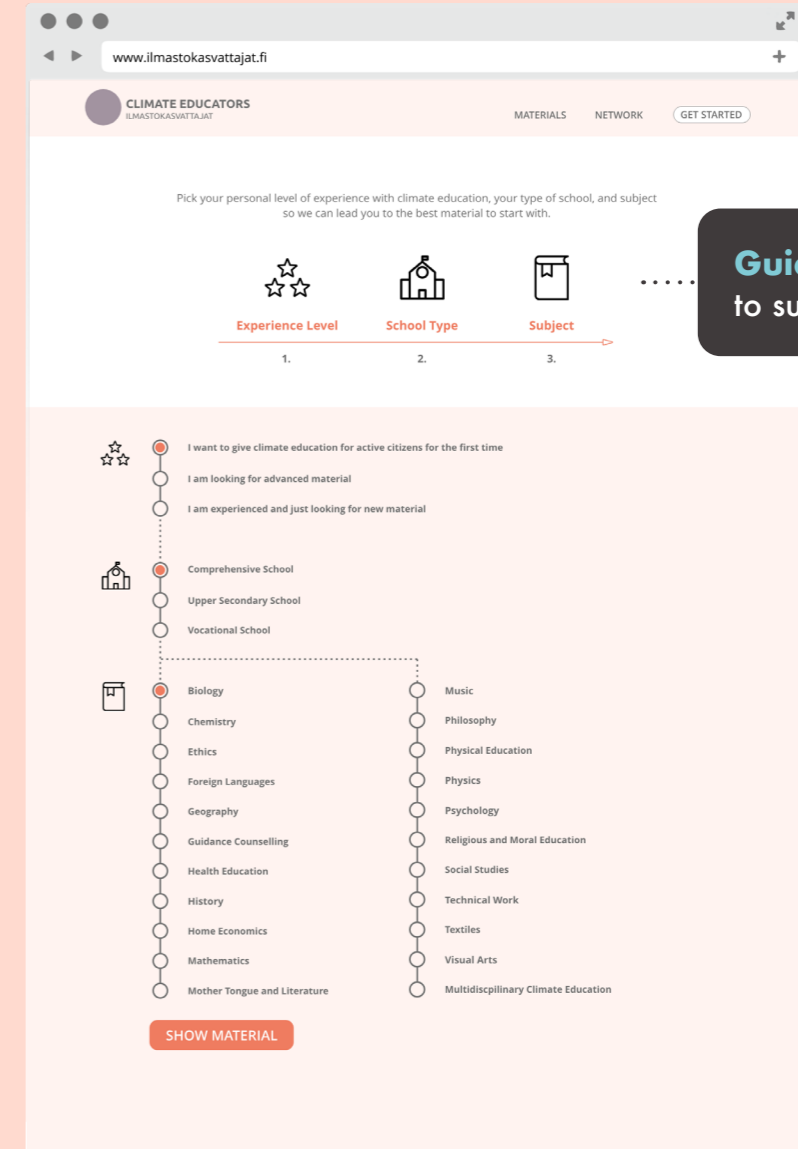 www.ilmastokasvattajat.fi
CLIMATE EDUCATORS
ILMASTOKASVATTAJAT
MATERIALS NETWORK GET STARTED
Pick your personal level of experience with climate education, your type of school, and subject
so we can lead you to the best material to start with.
Experience Level School Type Subject
1. 2. 3.
to
I want to give climate education for active citizens for the first time
I am looking for advanced material
I am experienced and just looking for new material
Comprehensive School
Upper Secondary School
Vocational School
Biology
Chemistry
Ethics
Foreign Languages
Geography
Guidance Counselling
Health Education
History
Home Economics
Mathematics
Mother Tongue and Literature
Music
Philosophy
Physical Education
Physics
Psychology
Religious and Moral Education
Social Studies
Technical Work
Textiles
Visual Arts
Multidiscpilinary Climate Education
SHOW MATERIAL